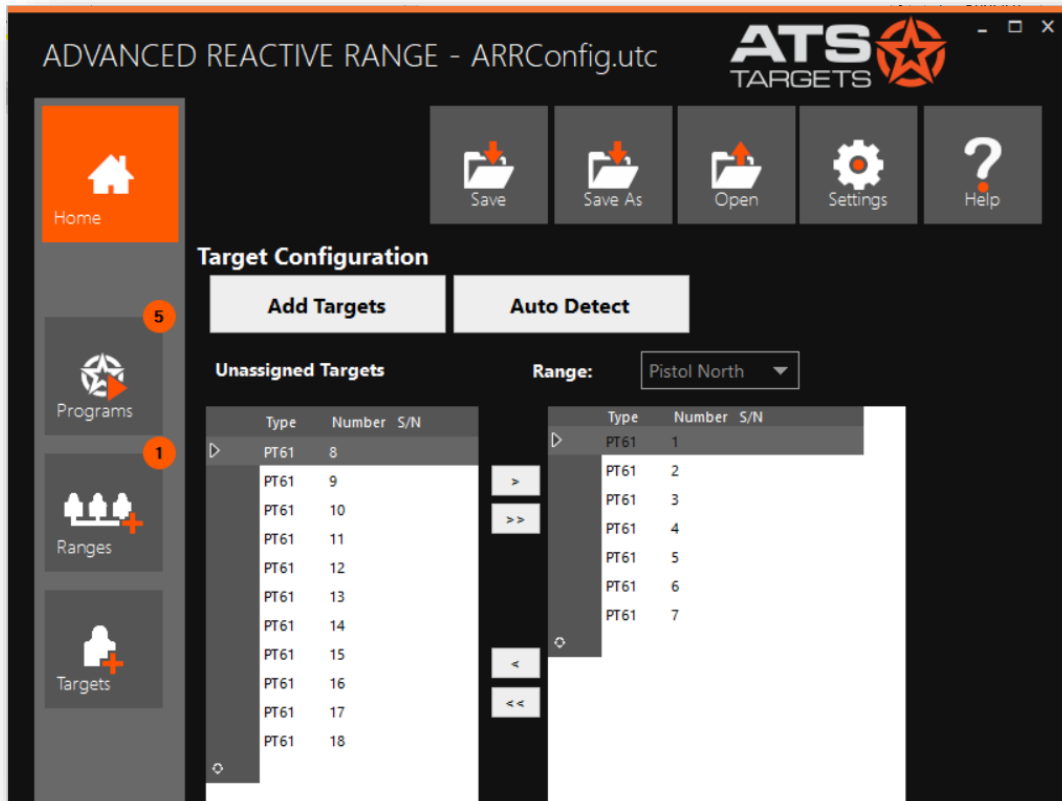 ADVANCED REACTIVE RANGE - ARRConfig.utc
ATS
TARGETS
Home
Save
Save As
Open
Settings
Help
Target Configuration
Add Targets
Auto Detect
5
Programs
1
Ranges
Targets
Unassigned Targets
Range:
Pistol North
Type Number S/N
PT61 8
PT61 9
PT61 10
PT61 11
PT61 12
PT61 13
PT61 14
PT61 15
PT61 16
PT61 17
PT61 18
>
>>
<
<<
Type Number S/N
PT61 1
PT61 2
PT61 3
PT61 4
PT61 5
PT61 6
PT61 7